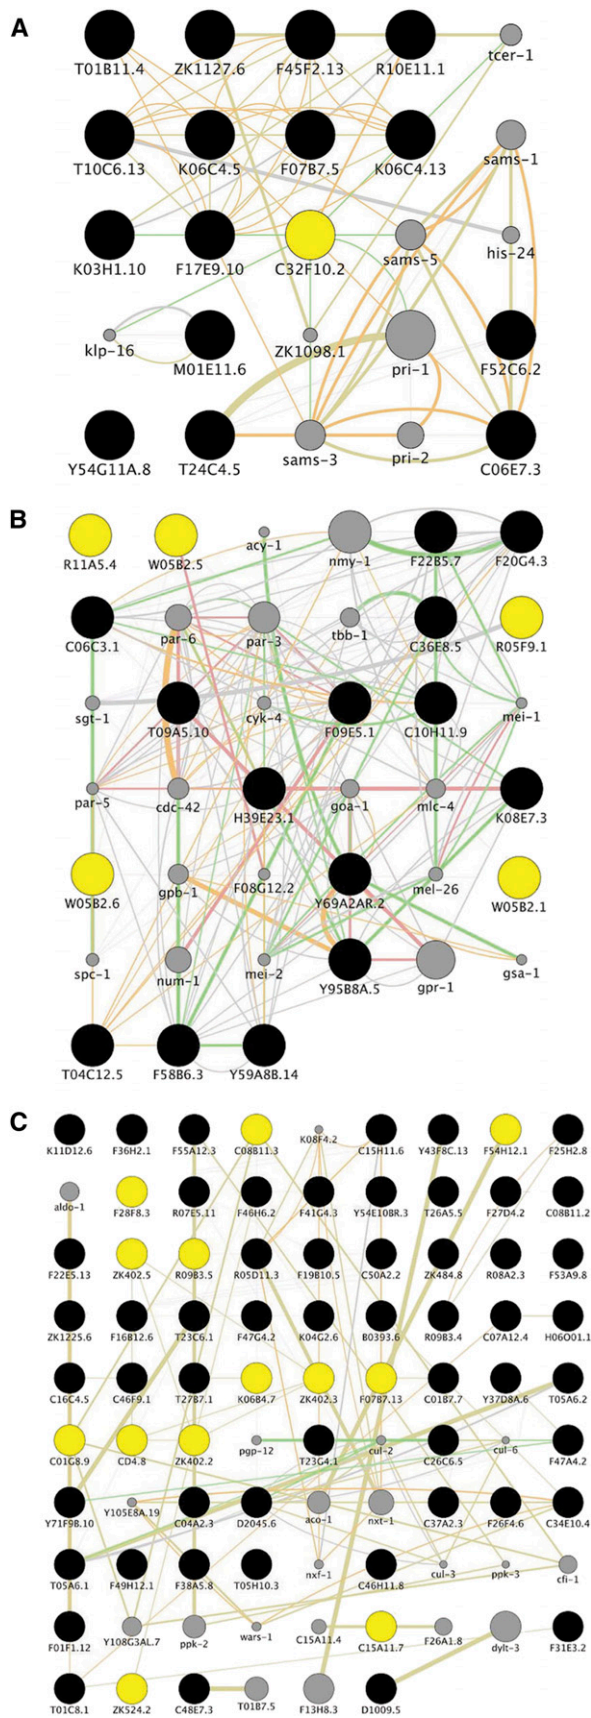 A
T01B11.4 ZK1127.6 F45F2.13 R10E11.1 tcer-1
T10C6.13 K06C4.5 F07B7.5 K06C4.13 sams-1
K03H1.10 F17E9.10 C32F10.2 sams-5 his-24
klp-16 M01E11.6 ZK1098.1 pri-1 F52C6.2
Y54G11A.8 T24C4.5 sams-3 pri-2 C06E7.3
B
R11A5.4 W05B2.5 acy-1 nmy-1 F22B5.7 F20G4.3
C06C3.1 par-6 par-3 tbb-1 C36E8.5 R05F9.1
sgt-1 T09A5.10 cyk-4 F09E5.1 C10H11.9 mei-1
par-5 cdc-42 H39E23.1 goa-1 mlc-4 K08E7.3
W05B2.6 gpb-1 F08G12.2 Y69A2AR.2 mel-26 W05B2.1
spc-1 num-1 mei-2 Y95B8A.5 gpr-1 gsa-1
T04C12.5 F58B6.3 Y59A8B.14
C
K11D12.6 F36H2.1 F55A12.3 C08B11.3 K08F4.2 C15H11.6 Y43F8C.13 F54H12.1 F25H2.8
aldo-1 F28F8.3 R07E5.11 F46H6.2 F41G4.3 Y54E10BR.3 T26A5.5 F27D4.2 C08B11.2
F22E5.13 ZK402.5 R09B3.5 R05D11.3 F19B10.5 C50A2.2 ZK484.8 R08A2.3 F53A9.8
ZK1225.6 F16B12.6 T23C6.1 F47G4.2 K04G2.6 B0393.6 R09B3.4 C07A12.4 H06O01.1
C16C4.5 C46F9.1 T27B7.1 K06B4.7 ZK402.3 F07B7.13 C01B7.7 Y37D8A.6 T05A6.2
C01G8.9 CD4.8 ZK402.2 pgp-12 T23G4.1 cul-2 C26C6.5 cul-6 F47A4.2
Y71F9B.10 Y105E8A.19 C04A2.3 D2045.6 aco-1 nxt-1 C37A2.3 F26F4.6 C34E10.4
T05A6.1 F49H12.1 F38A5.8 T05H10.3 nxf-1 C46H11.8 cul-3 ppk-3 cfi-1
F01F1.12 Y108G3AL.7 ppk-2 wars-1 C15A11.4 C15A11.7 F26A1.8 dylt-3 F31E3.2
T01C8.1 ZK524.2 C48E7.3 T01B7.5 F13H8.3 D1009.5